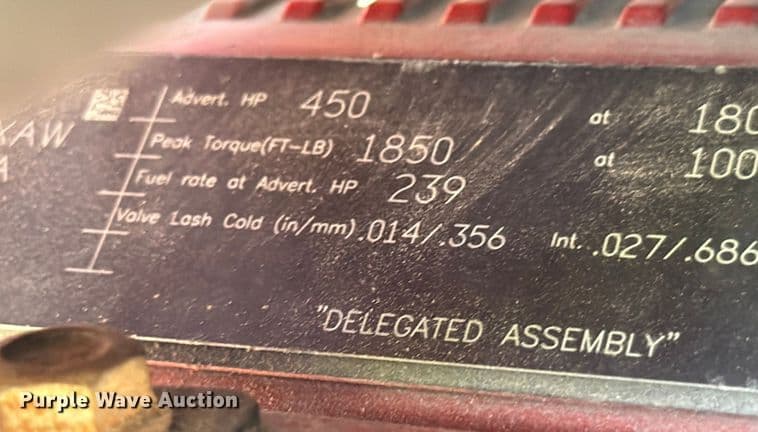 Advert. HP 450 at 180
Peak Torque(FT-LB) 1850 at 100
Fuel rate at Advert. HP 239
Valve Lash Cold (in/mm) .014/.356 Int. .027/.686
XAW
A
"DELEGATED ASSEMBLY"
Purple Wave Auction